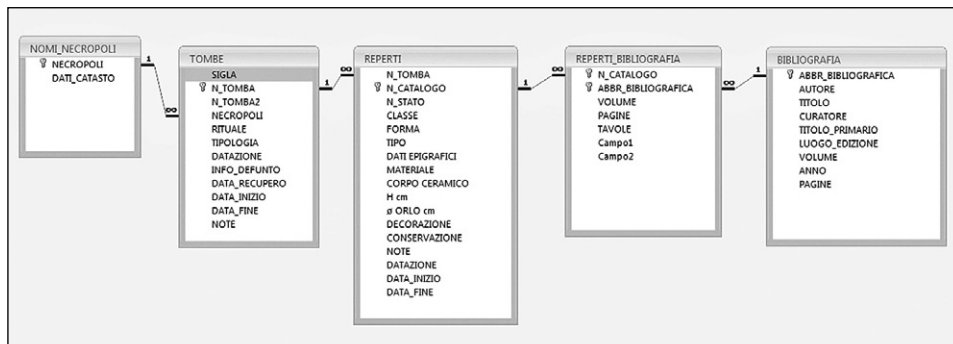 NOMI_NECROPOLI
NECROPOLI
DATI_CATASTO
1
∞
TOMBE
SIGLA
N_TOMBA
N_TOMBA2
NECROPOLI
RITUALE
TIPOLOGIA
DATAZIONE
INFO_DEFUNTO
DATA_RECUPERO
DATA_INIZIO
DATA_FINE
NOTE
1
∞
REPERTI
N_TOMBA
N_CATALOGO
N_STATO
CLASSE
FORMA
TIPO
DATI EPIGRAFICI
MATERIALE
CORPO CERAMICO
H cm
ø ORLO cm
DECORAZIONE
CONSERVAZIONE
NOTE
DATAZIONE
DATA_INIZIO
DATA_FINE
1
∞
REPERTI_BIBLIOGRAFIA
N_CATALOGO
ABBR_BIBLIOGRAFICA
VOLUME
PAGINE
TAVOLE
Campo1
Campo2
∞
1
BIBLIOGRAFIA
ABBR_BIBLIOGRAFICA
AUTORE
TITOLO
CURATORE
TITOLO_PRIMARIO
LUOGO_EDIZIONE
VOLUME
ANNO
PAGINE